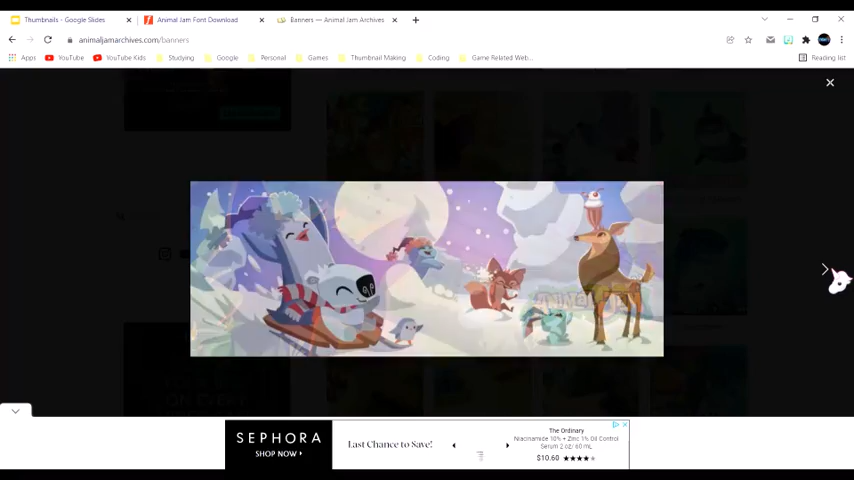 Thumbnails - Google Slides
Animal Jam Font Download
Banners — Animal Jam Archives
animaljamarchives.com/banners
Apps
YouTube
YouTube Kids
Studying
Google
Personal
Games
Thumbnail Making
Coding
Game Related Web...
Reading list
SEPHORA
SHOP NOW
Last Chance to Save!
The Ordinary
Niacinamide 10% + Zinc 1% Oil Control
Serum 2 oz/ 60 mL
$10.60